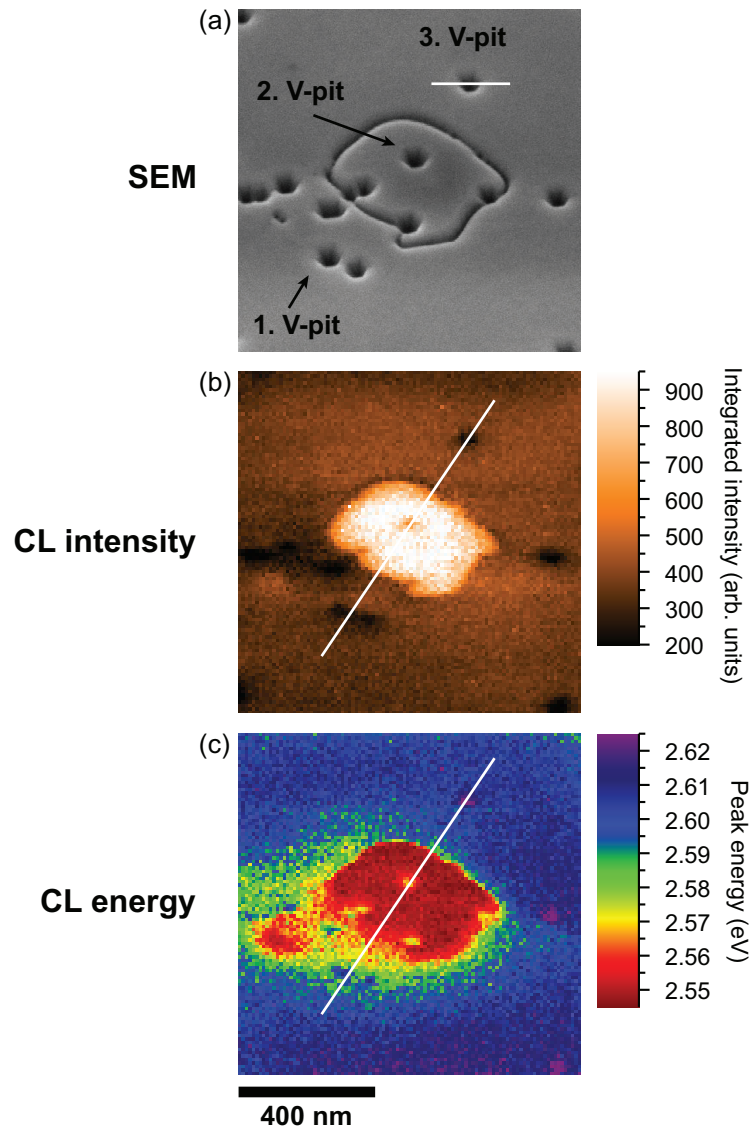 (a)
3. V-pit
2. V-pit
SEM
1. V-pit
(b)
900
800
700
600
500
400
300
200
Integrated intensity (arb. units)
CL intensity
(c)
2.62
2.61
2.60
2.59
2.58
2.57
2.56
2.55
Peak energy (eV)
CL energy
400 nm